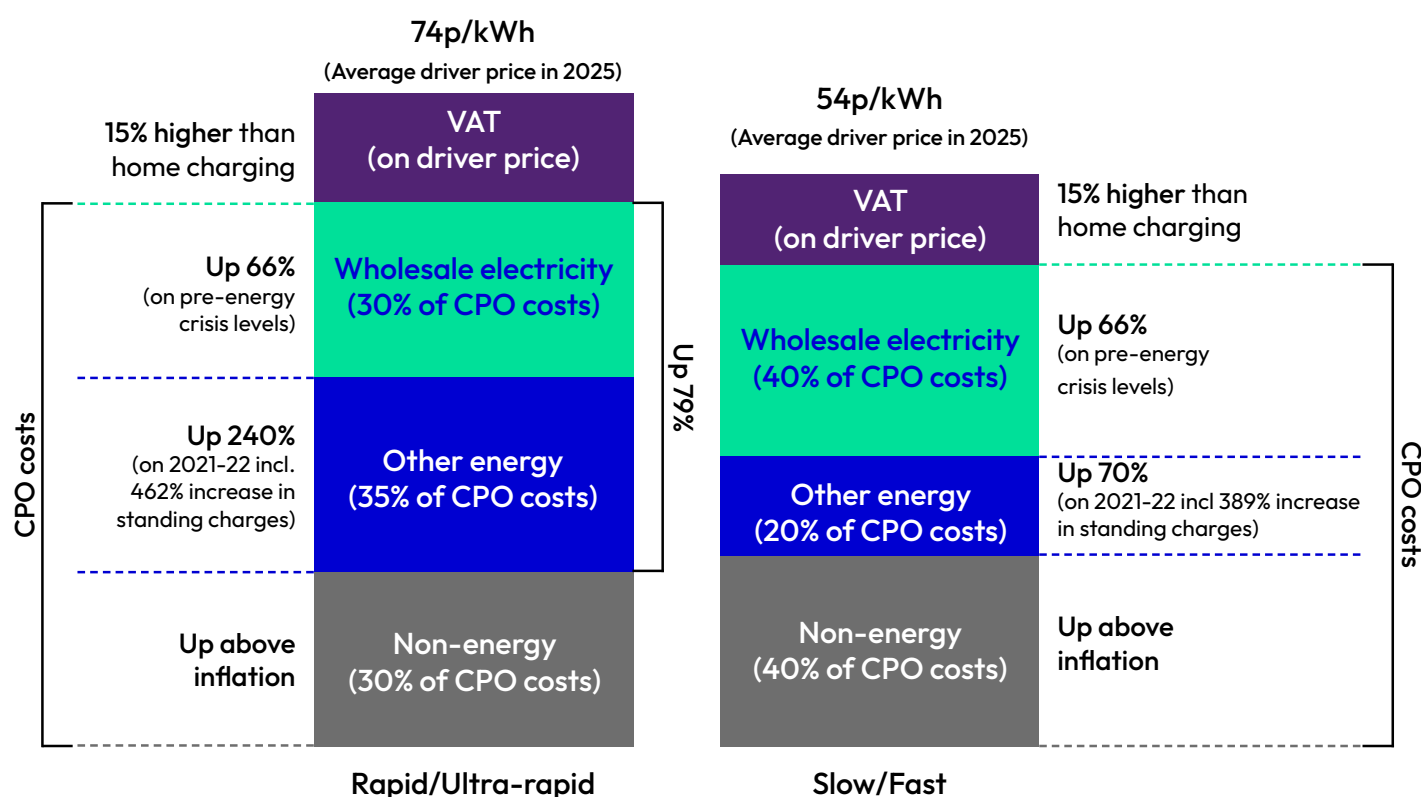 74p/kWh
(Average driver price in 2025)
15% higher than
home charging
VAT
(on driver price)
CPO costs
Up 66%
(on pre-energy
crisis levels)
Wholesale electricity
(30% of CPO costs)
Up 79%
Up 240%
(on 2021-22 incl.
462% increase in
standing charges)
Other energy
(35% of CPO costs)
Up above
inflation
Non-energy
(30% of CPO costs)
Rapid/Ultra-rapid
54p/kWh
(Average driver price in 2025)
VAT
(on driver price)
15% higher than
home charging
Wholesale electricity
(40% of CPO costs)
Up 66%
(on pre-energy
crisis levels)
Other energy
(20% of CPO costs)
Up 70%
(on 2021-22 incl 389% increase
in standing charges)
CPO costs
Non-energy
(40% of CPO costs)
Up above
inflation
Slow/Fast